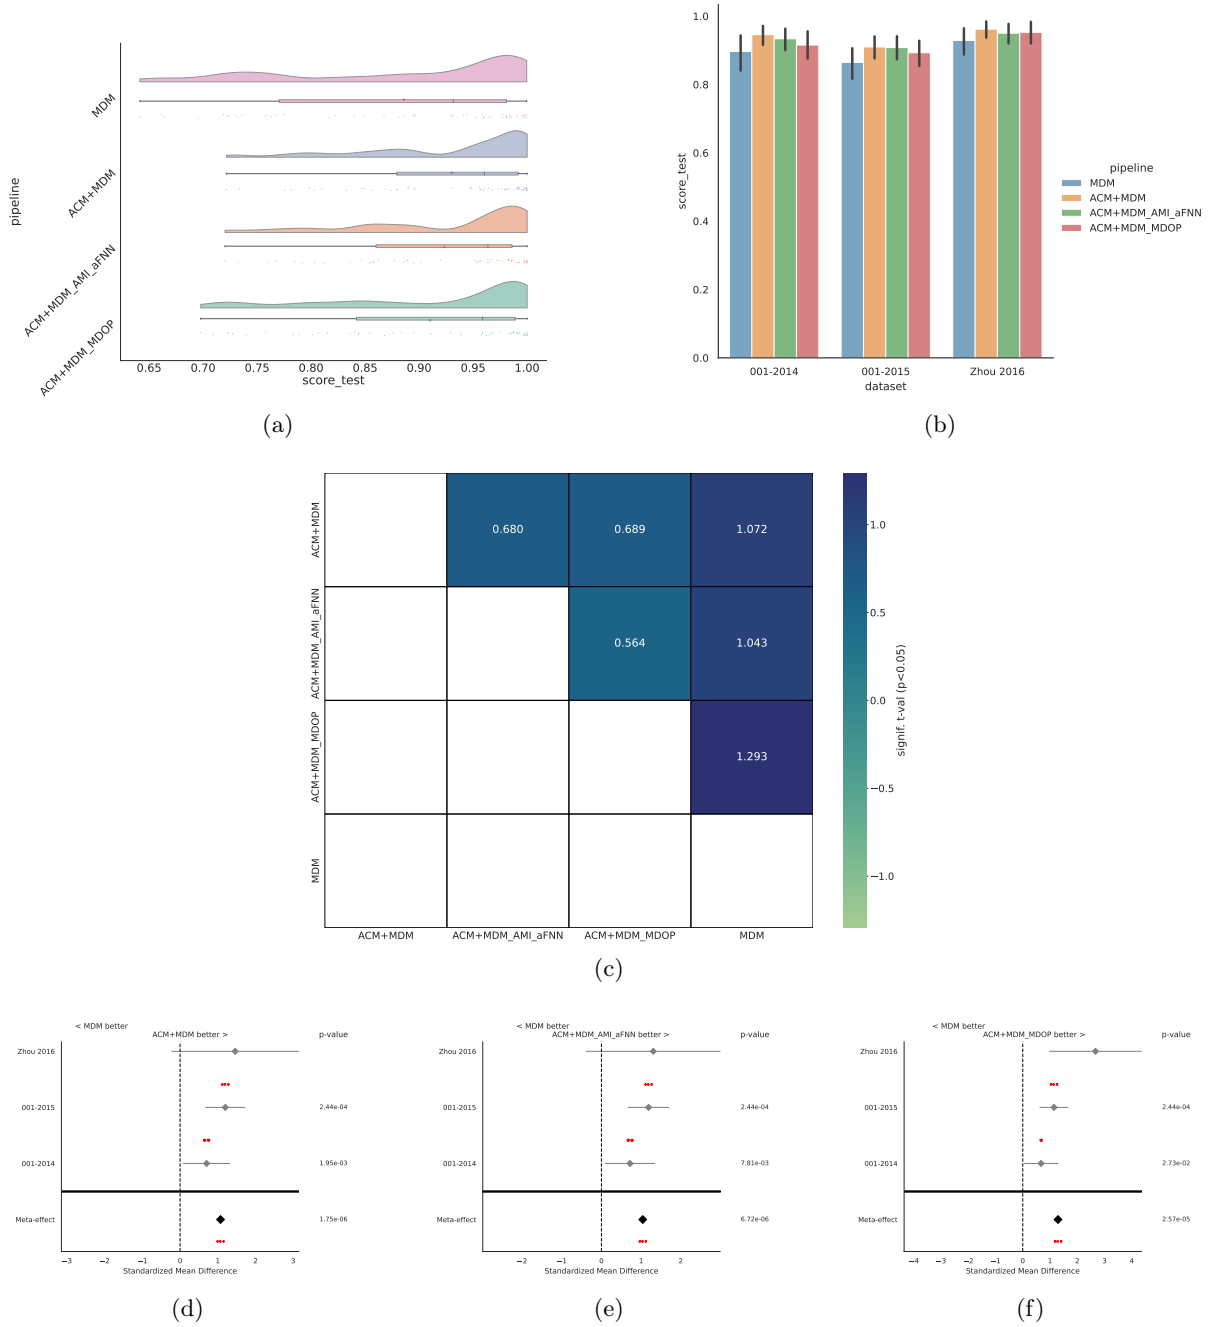 MDM
ACM+MDM
ACM+MDM_AMI_aFNN
ACM+MDM_MDOP
pipeline
0.65 0.70 0.75 0.80 0.85 0.90 0.95 1.00
score_test
(a)
1.0
0.8
0.6
0.4
0.2
0.0
score_test
001-2014 001-2015 Zhou 2016
dataset
pipeline
MDM
ACM+MDM
ACM+MDM_AMI_aFNN
ACM+MDM_MDOP
(b)
ACM+MDM
ACM+MDM_AMI_aFNN
ACM+MDM_MDOP
MDM
0.680 0.689 1.072
0.564 1.043
1.293
ACM+MDM ACM+MDM_AMI_aFNN ACM+MDM_MDOP MDM
1.0
0.5
0.0
−0.5
−1.0
signif. t-val (p<0.05)
(c)
< MDM better
ACM+MDM better >
p-value
Zhou 2016
001-2015 2.44e-04
001-2014 1.95e-03
Meta-effect 1.75e-06
−3 −2 −1 0 1 2 3
Standardized Mean Difference
(d)
< MDM better
ACM+MDM_AMI_aFNN better >
p-value
Zhou 2016
001-2015 2.44e-04
001-2014 7.81e-03
Meta-effect 6.72e-06
−2 −1 0 1 2
Standardized Mean Difference
(e)
< MDM better
ACM+MDM_MDOP better >
p-value
Zhou 2016
001-2015 2.44e-04
001-2014 2.73e-02
Meta-effect 2.57e-05
−4 −3 −2 −1 0 1 2 3 4
Standardized Mean Difference
(f)